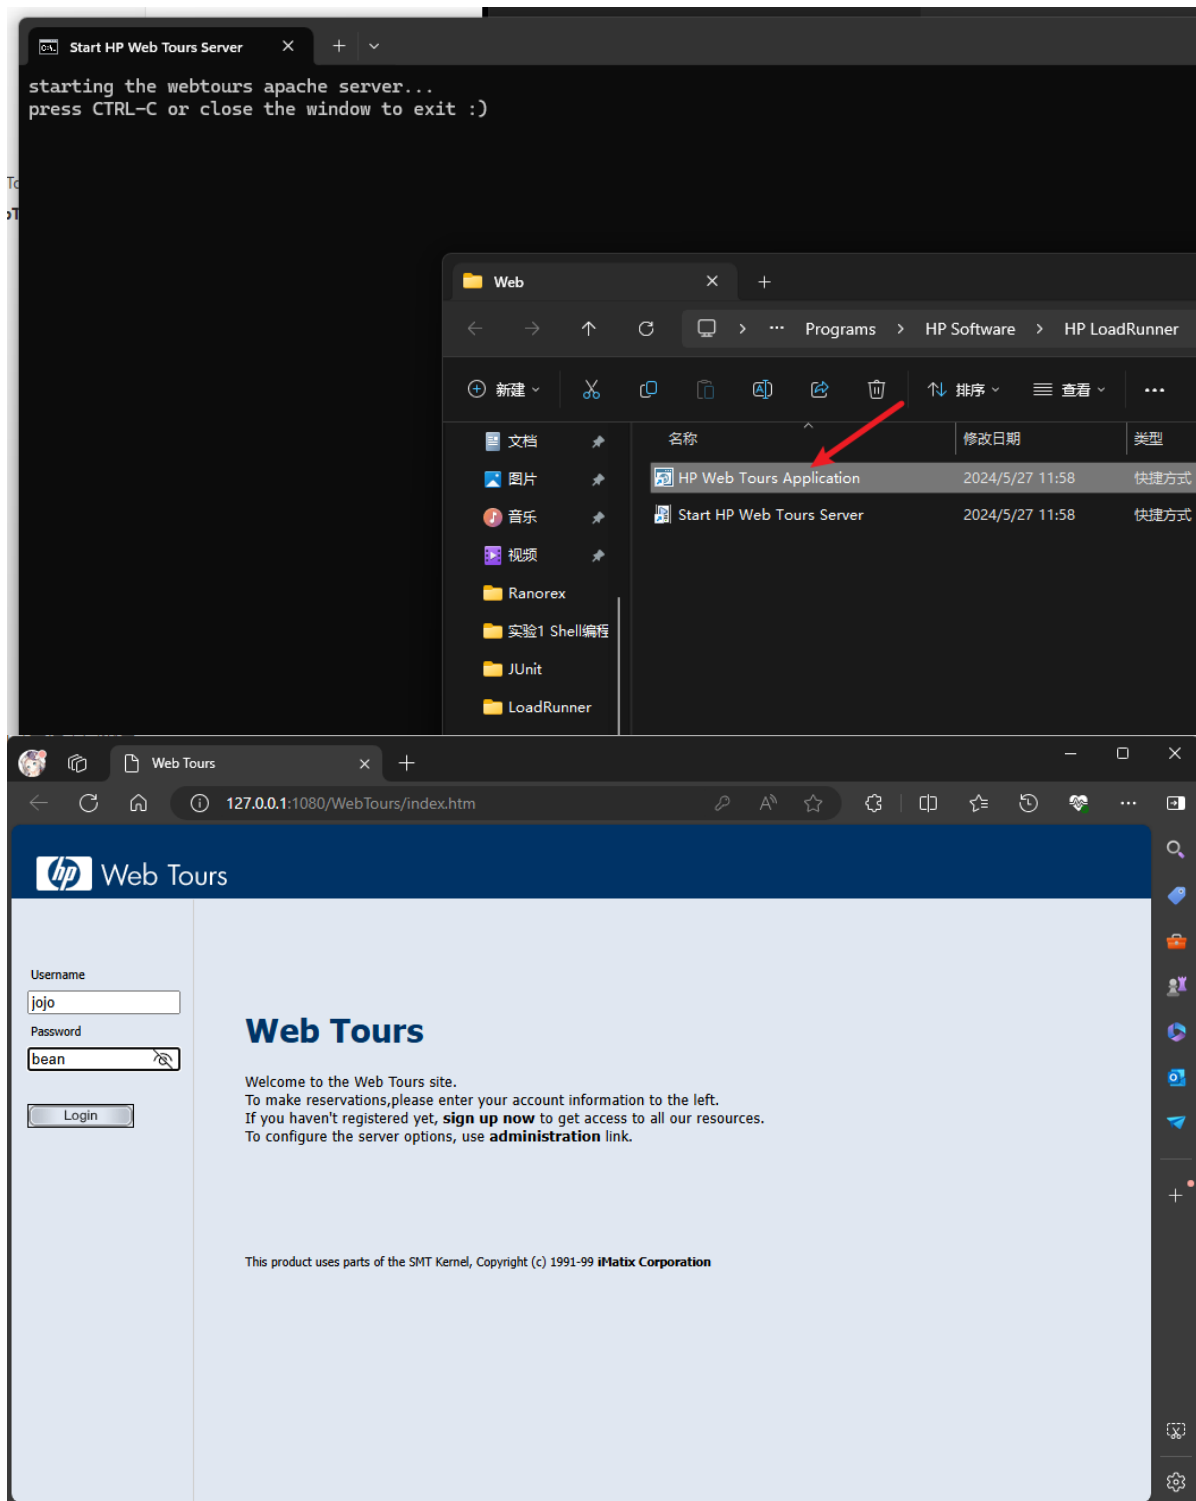 Start HP Web Tours Server
starting the webtours apache server...
press CTRL-C or close the window to exit :)
Web
Programs > HP Software > HP LoadRunner
新建 排序 查看
名称 修改日期 类型
HP Web Tours Application 2024/5/27 11:58 快捷方式
Start HP Web Tours Server 2024/5/27 11:58 快捷方式
文档
图片
音乐
视频
Ranorex
实验1 Shell编程
JUnit
LoadRunner
Web Tours
127.0.0.1:1080/WebTours/index.htm
hp Web Tours
Username
jojo
Password
bean
Login
Web Tours
Welcome to the Web Tours site.
To make reservations,please enter your account information to the left.
If you haven't registered yet, sign up now to get access to all our resources.
To configure the server options, use administration link.
This product uses parts of the SMT Kernel, Copyright (c) 1991-99 iMatix Corporation